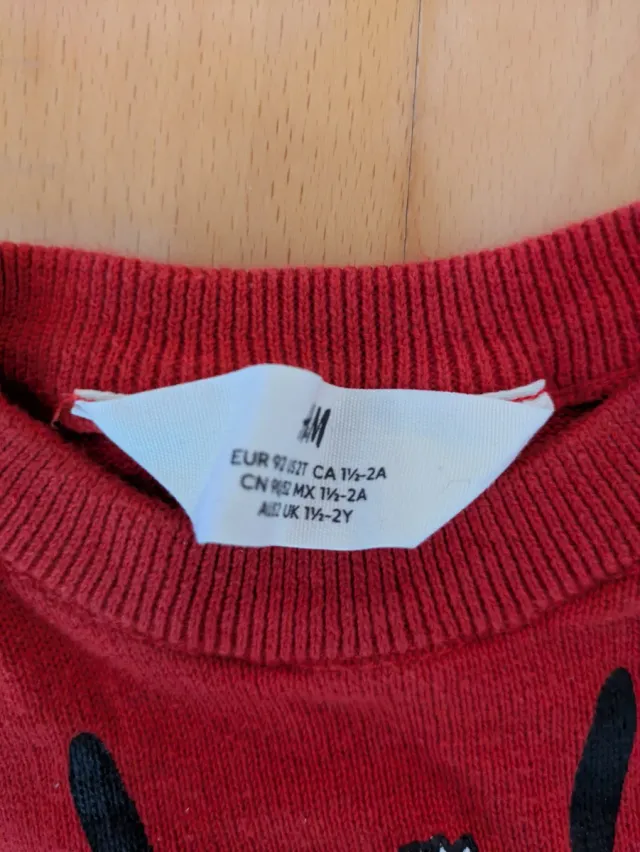 EUR 92 US 2T CA 1½-2A
CN 90/52 MX 1½-2A
UK 1½-2Y